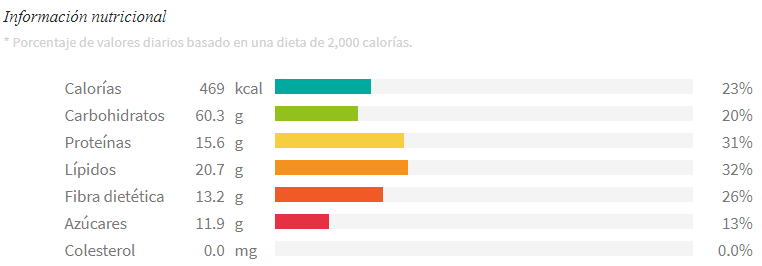 Información nutricional
* Porcentaje de valores diarios basado en una dieta de 2,000 calorías.
Calorías 469 kcal 23%
Carbohidratos 60.3 g 20%
Proteínas 15.6 g 31%
Lípidos 20.7 g 32%
Fibra dietética 13.2 g 26%
Azúcares 11.9 g 13%
Colesterol 0.0 mg 0.0%